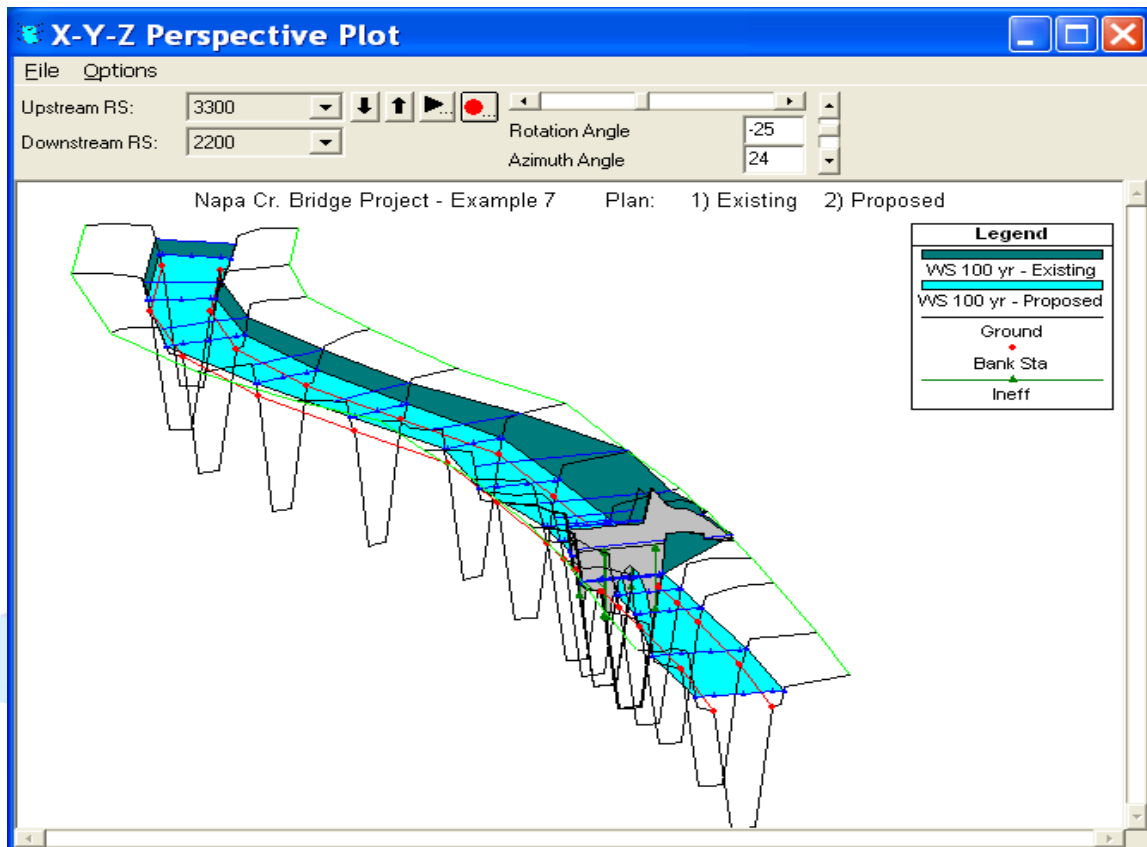 X-Y-Z Perspective Plot
File Options
Upstream RS: 3300
Downstream RS: 2200
Rotation Angle -25
Azimuth Angle 24
Napa Cr. Bridge Project - Example 7 Plan: 1) Existing 2) Proposed
Legend
WS 100 yr - Existing
WS 100 yr - Proposed
Ground
Bank Sta
Ineff